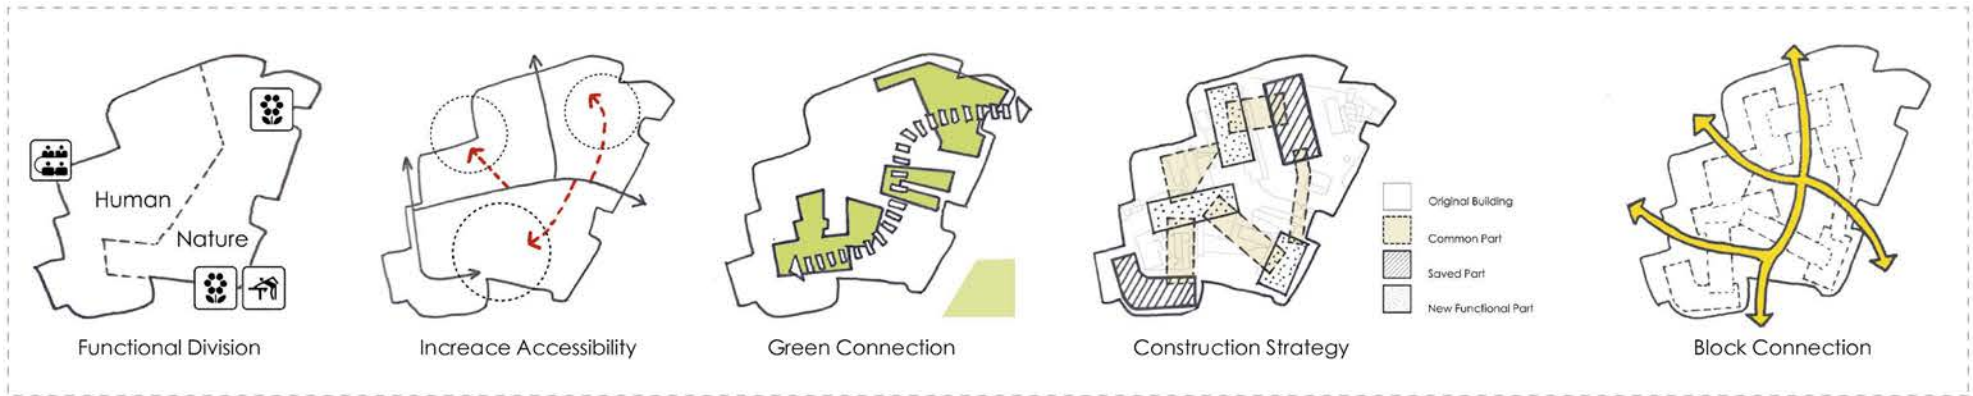 Human
Nature
Original Building
Common Part
Saved Part
New Functional Part
Functional Division
Increace Accessibility
Green Connection
Construction Strategy
Block Connection